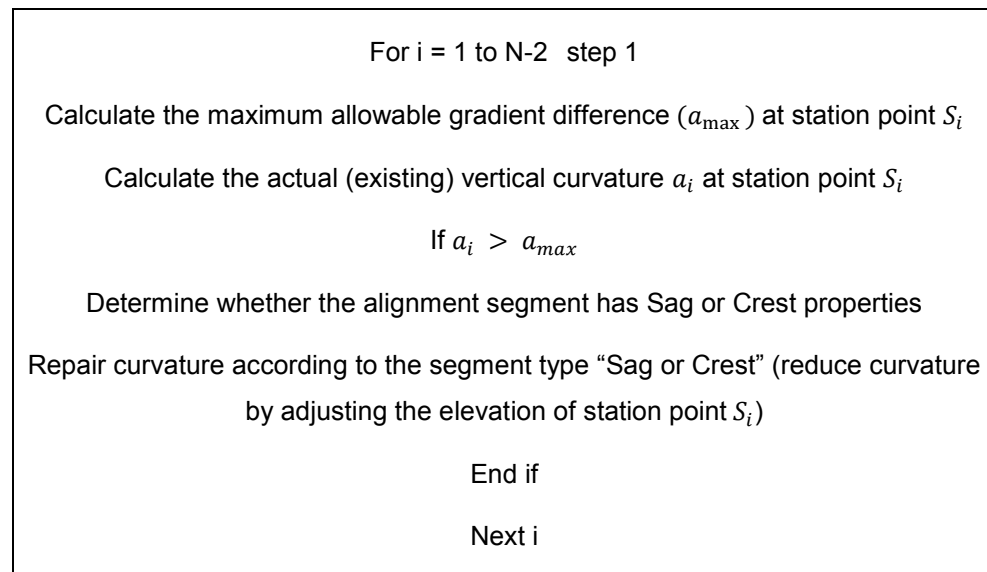 For i = 1 to N-2  step 1
Calculate the maximum allowable gradient difference (a_max) at station point S_i
Calculate the actual (existing) vertical curvature a_i at station point S_i
If a_i > a_max
Determine whether the alignment segment has Sag or Crest properties
Repair curvature according to the segment type “Sag or Crest” (reduce curvature
by adjusting the elevation of station point S_i)
End if
Next i